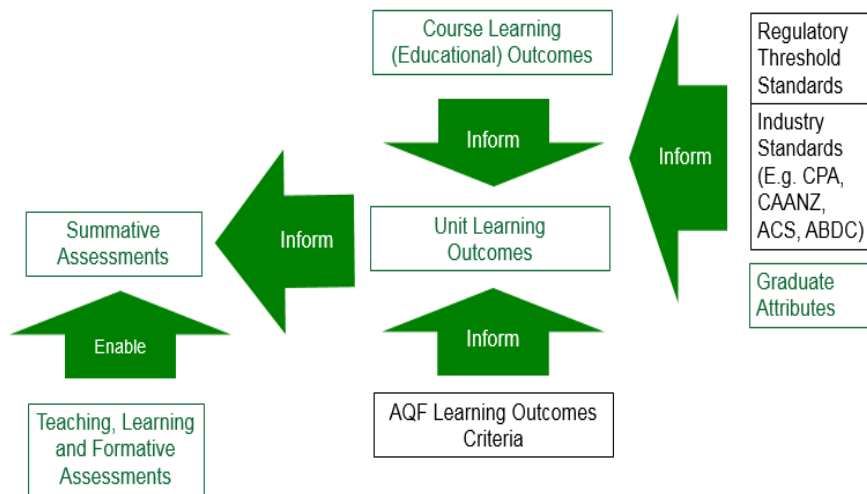 Course Learning
(Educational) Outcomes
Regulatory
Threshold
Standards
Inform
Inform
Industry
Standards
(E.g. CPA,
CAANZ,
ACS, ABDC)
Summative
Assessments
Inform
Unit Learning
Outcomes
Graduate
Attributes
Enable
Inform
Teaching, Learning
and Formative
Assessments
AQF Learning Outcomes
Criteria